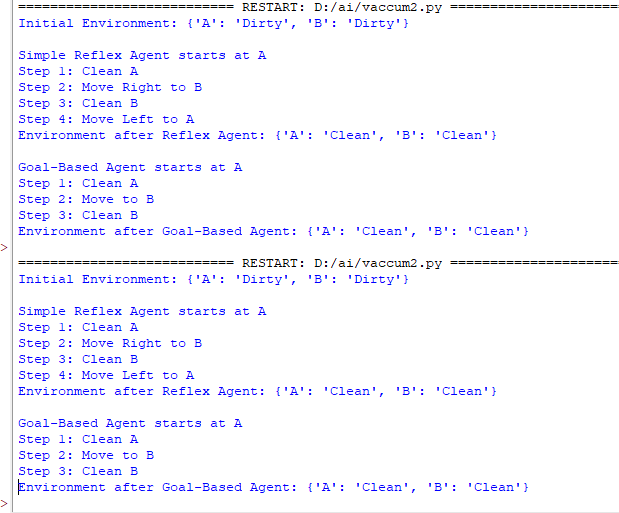 =========================== RESTART: D:/ai/vaccum2.py =====================
Initial Environment: {'A': 'Dirty', 'B': 'Dirty'}
Simple Reflex Agent starts at A
Step 1: Clean A
Step 2: Move Right to B
Step 3: Clean B
Step 4: Move Left to A
Environment after Reflex Agent: {'A': 'Clean', 'B': 'Clean'}
Goal-Based Agent starts at A
Step 1: Clean A
Step 2: Move to B
Step 3: Clean B
Environment after Goal-Based Agent: {'A': 'Clean', 'B': 'Clean'}
>
=========================== RESTART: D:/ai/vaccum2.py =====================
Initial Environment: {'A': 'Dirty', 'B': 'Dirty'}
Simple Reflex Agent starts at A
Step 1: Clean A
Step 2: Move Right to B
Step 3: Clean B
Step 4: Move Left to A
Environment after Reflex Agent: {'A': 'Clean', 'B': 'Clean'}
Goal-Based Agent starts at A
Step 1: Clean A
Step 2: Move to B
Step 3: Clean B
Environment after Goal-Based Agent: {'A': 'Clean', 'B': 'Clean'}
>